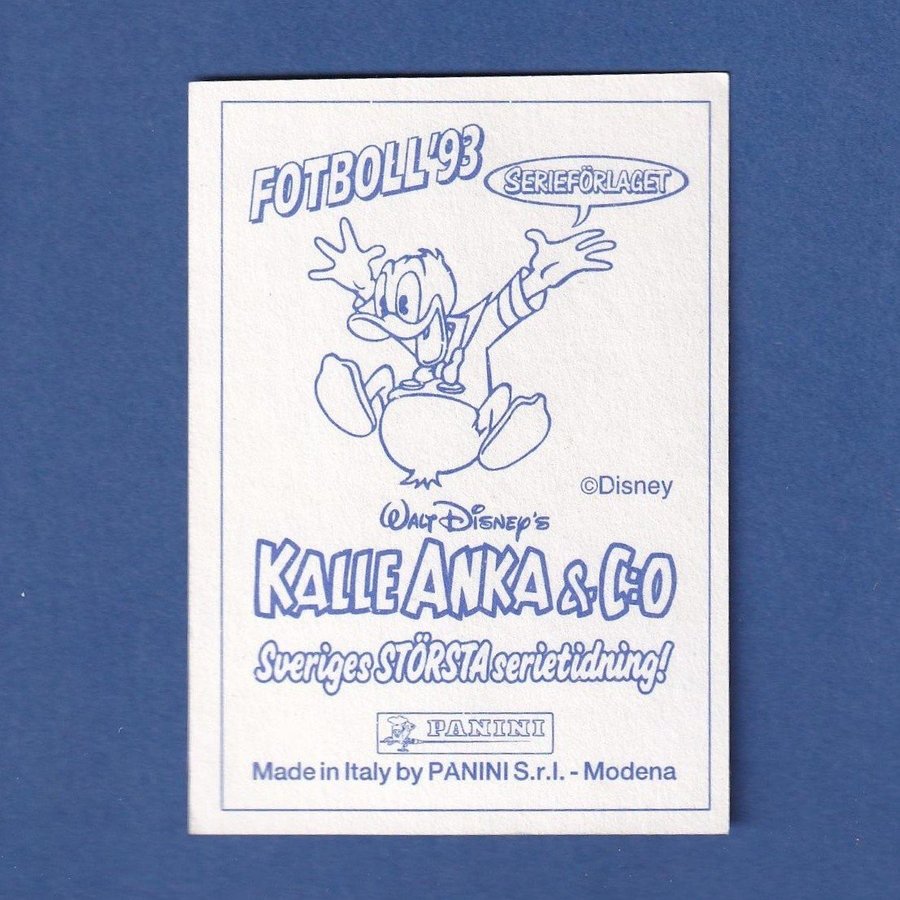 FOTBOLL '93
SERIEFÖRLAGET
©Disney
WALT DISNEY'S
KALLE ANKA & C:O
Sveriges STÖRSTA serietidning!
PANINI
Made in Italy by PANINI S.r.l. - Modena